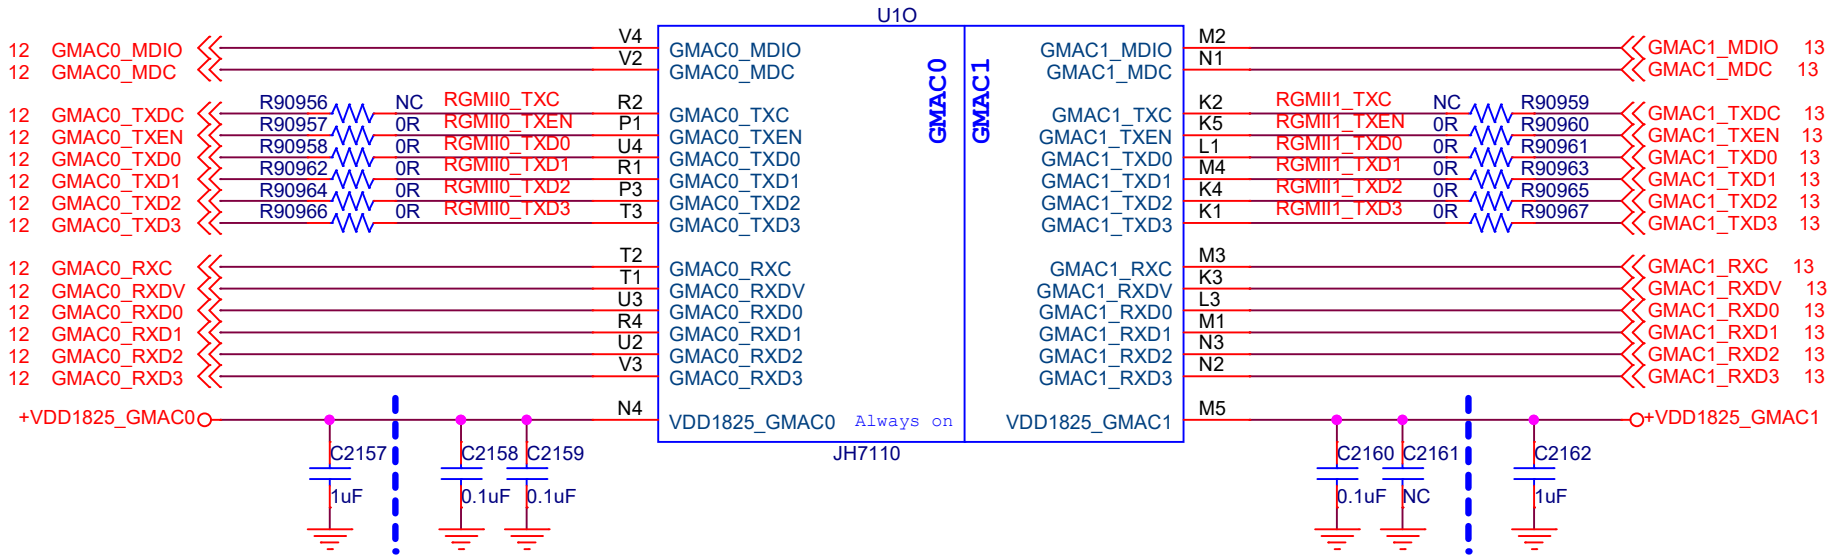 U1O
12 GMAC0_MDIO V4 GMAC0_MDIO GMAC1_MDIO M2 GMAC1_MDIO 13
12 GMAC0_MDC V2 GMAC0_MDC GMAC1_MDC N1 GMAC1_MDC 13
GMAC0 GMAC1
12 GMAC0_TXDC R90956 NC RGMII0_TXC R2 GMAC0_TXC GMAC1_TXC K2 RGMII1_TXC NC R90959 GMAC1_TXDC 13
12 GMAC0_TXEN R90957 0R RGMII0_TXEN P1 GMAC0_TXEN GMAC1_TXEN K5 RGMII1_TXEN 0R R90960 GMAC1_TXEN 13
12 GMAC0_TXD0 R90958 0R RGMII0_TXD0 U4 GMAC0_TXD0 GMAC1_TXD0 L1 RGMII1_TXD0 0R R90961 GMAC1_TXD0 13
12 GMAC0_TXD1 R90962 0R RGMII0_TXD1 R1 GMAC0_TXD1 GMAC1_TXD1 M4 RGMII1_TXD1 0R R90963 GMAC1_TXD1 13
12 GMAC0_TXD2 R90964 0R RGMII0_TXD2 P3 GMAC0_TXD2 GMAC1_TXD2 K4 RGMII1_TXD2 0R R90965 GMAC1_TXD2 13
12 GMAC0_TXD3 R90966 0R RGMII0_TXD3 T3 GMAC0_TXD3 GMAC1_TXD3 K1 RGMII1_TXD3 0R R90967 GMAC1_TXD3 13
12 GMAC0_RXC T2 GMAC0_RXC GMAC1_RXC M3 GMAC1_RXC 13
12 GMAC0_RXDV T1 GMAC0_RXDV GMAC1_RXDV K3 GMAC1_RXDV 13
12 GMAC0_RXD0 U3 GMAC0_RXD0 GMAC1_RXD0 L3 GMAC1_RXD0 13
12 GMAC0_RXD1 R4 GMAC0_RXD1 GMAC1_RXD1 M1 GMAC1_RXD1 13
12 GMAC0_RXD2 U2 GMAC0_RXD2 GMAC1_RXD2 N3 GMAC1_RXD2 13
12 GMAC0_RXD3 V3 GMAC0_RXD3 GMAC1_RXD3 N2 GMAC1_RXD3 13
+VDD1825_GMAC0 N4 VDD1825_GMAC0 Always on VDD1825_GMAC1 M5 +VDD1825_GMAC1
C2157 C2158 C2159 JH7110 C2160 C2161 C2162
1uF 0.1uF 0.1uF 0.1uF NC 1uF